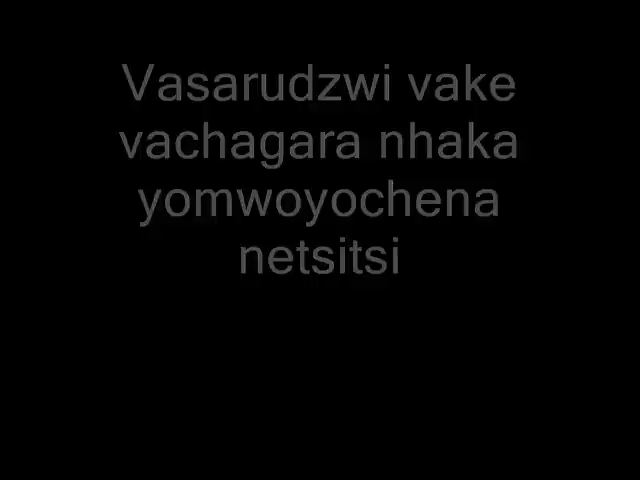 Vasarudzwi vake
vachagara nhaka
yomwoyochena
netsitsi